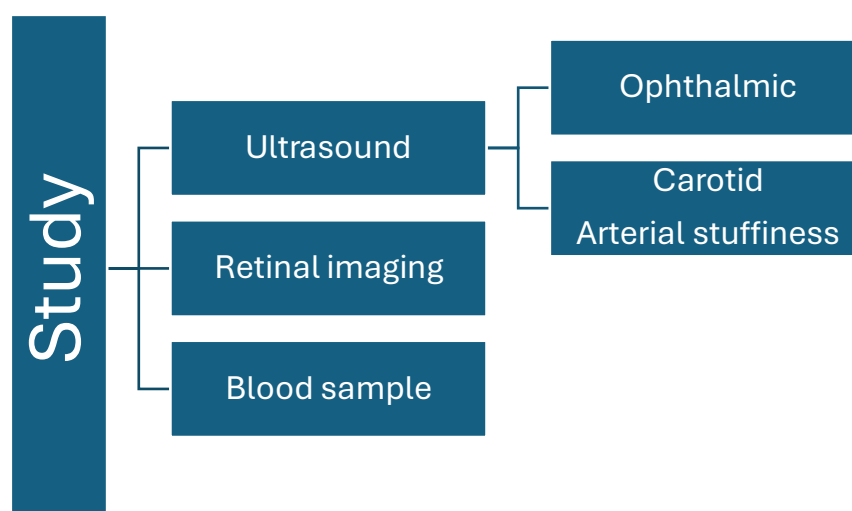 Study
Ultrasound
Ophthalmic
Carotid
Arterial stuffiness
Retinal imaging
Blood sample